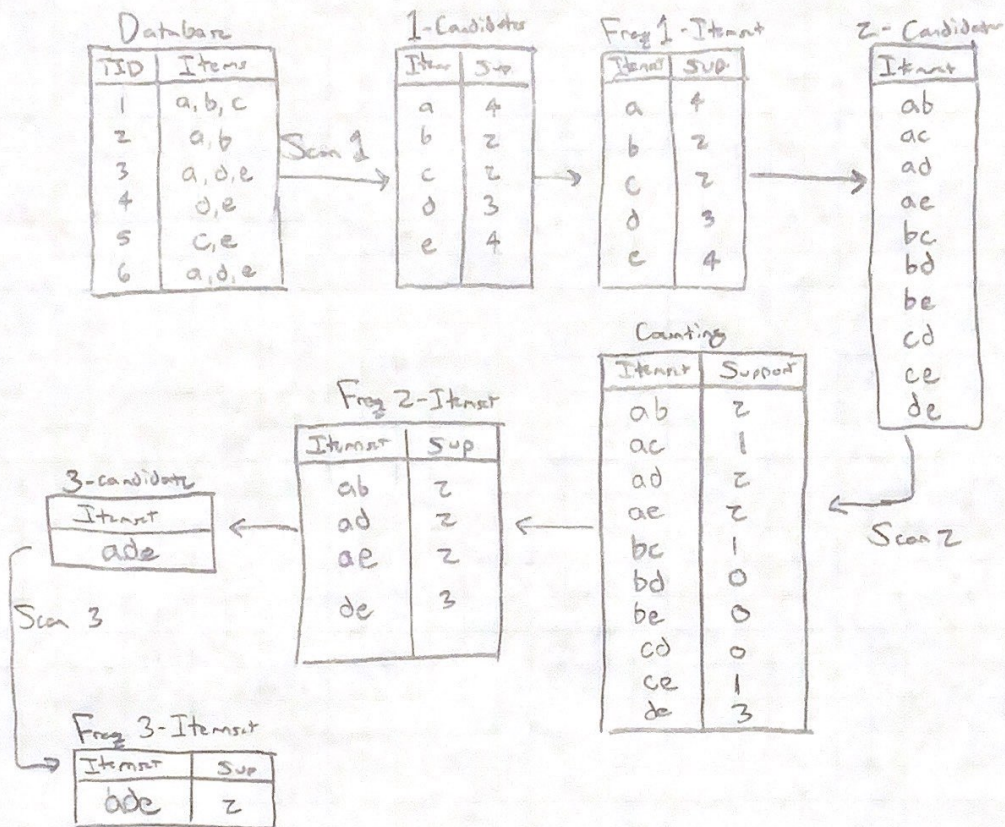 Database
TID Items
1 a, b, c
2 a, b
3 a, d, e
4 d, e
5 c, e
6 a, d, e
Scan 1
1-Candidates
Item Sup.
a 4
b 2
c 2
d 3
e 4
Freq 1-Itemset
Itemset Sup.
a 4
b 2
c 2
d 3
e 4
2-Candidates
Itemset
ab
ac
ad
ae
bc
bd
be
cd
ce
de
Scan 2
Counting
Itemset Support
ab 2
ac 1
ad 2
ae 2
bc 1
bd 0
be 0
cd 0
ce 1
de 3
Freq 2-Itemset
Itemset Sup.
ab 2
ad 2
ae 2
de 3
3-candidate
Itemset
ade
Scan 3
Freq 3-Itemset
Itemset Sup
bde 2